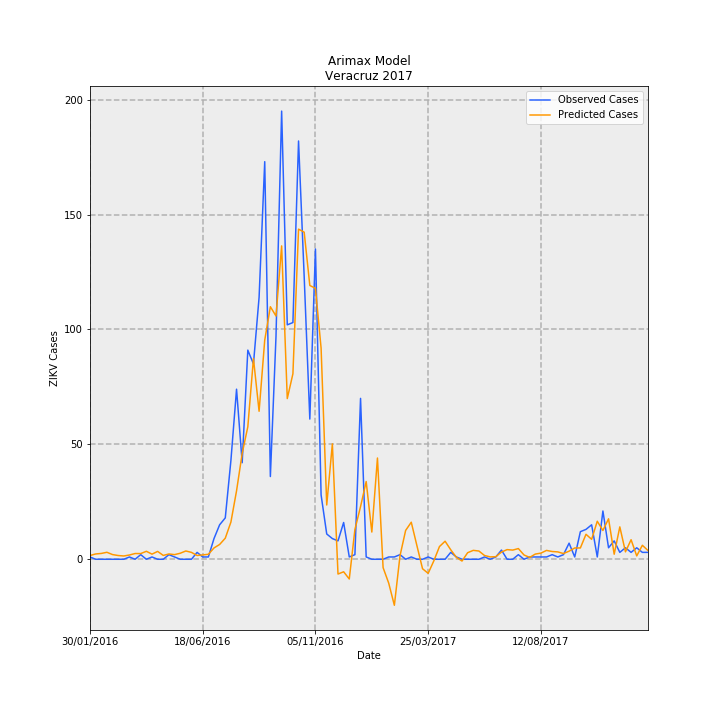 Arimax Model
Veracruz 2017
Observed Cases
Predicted Cases
200
150
100
50
0
ZIKV Cases
30/01/2016
18/06/2016
05/11/2016
25/03/2017
12/08/2017
Date